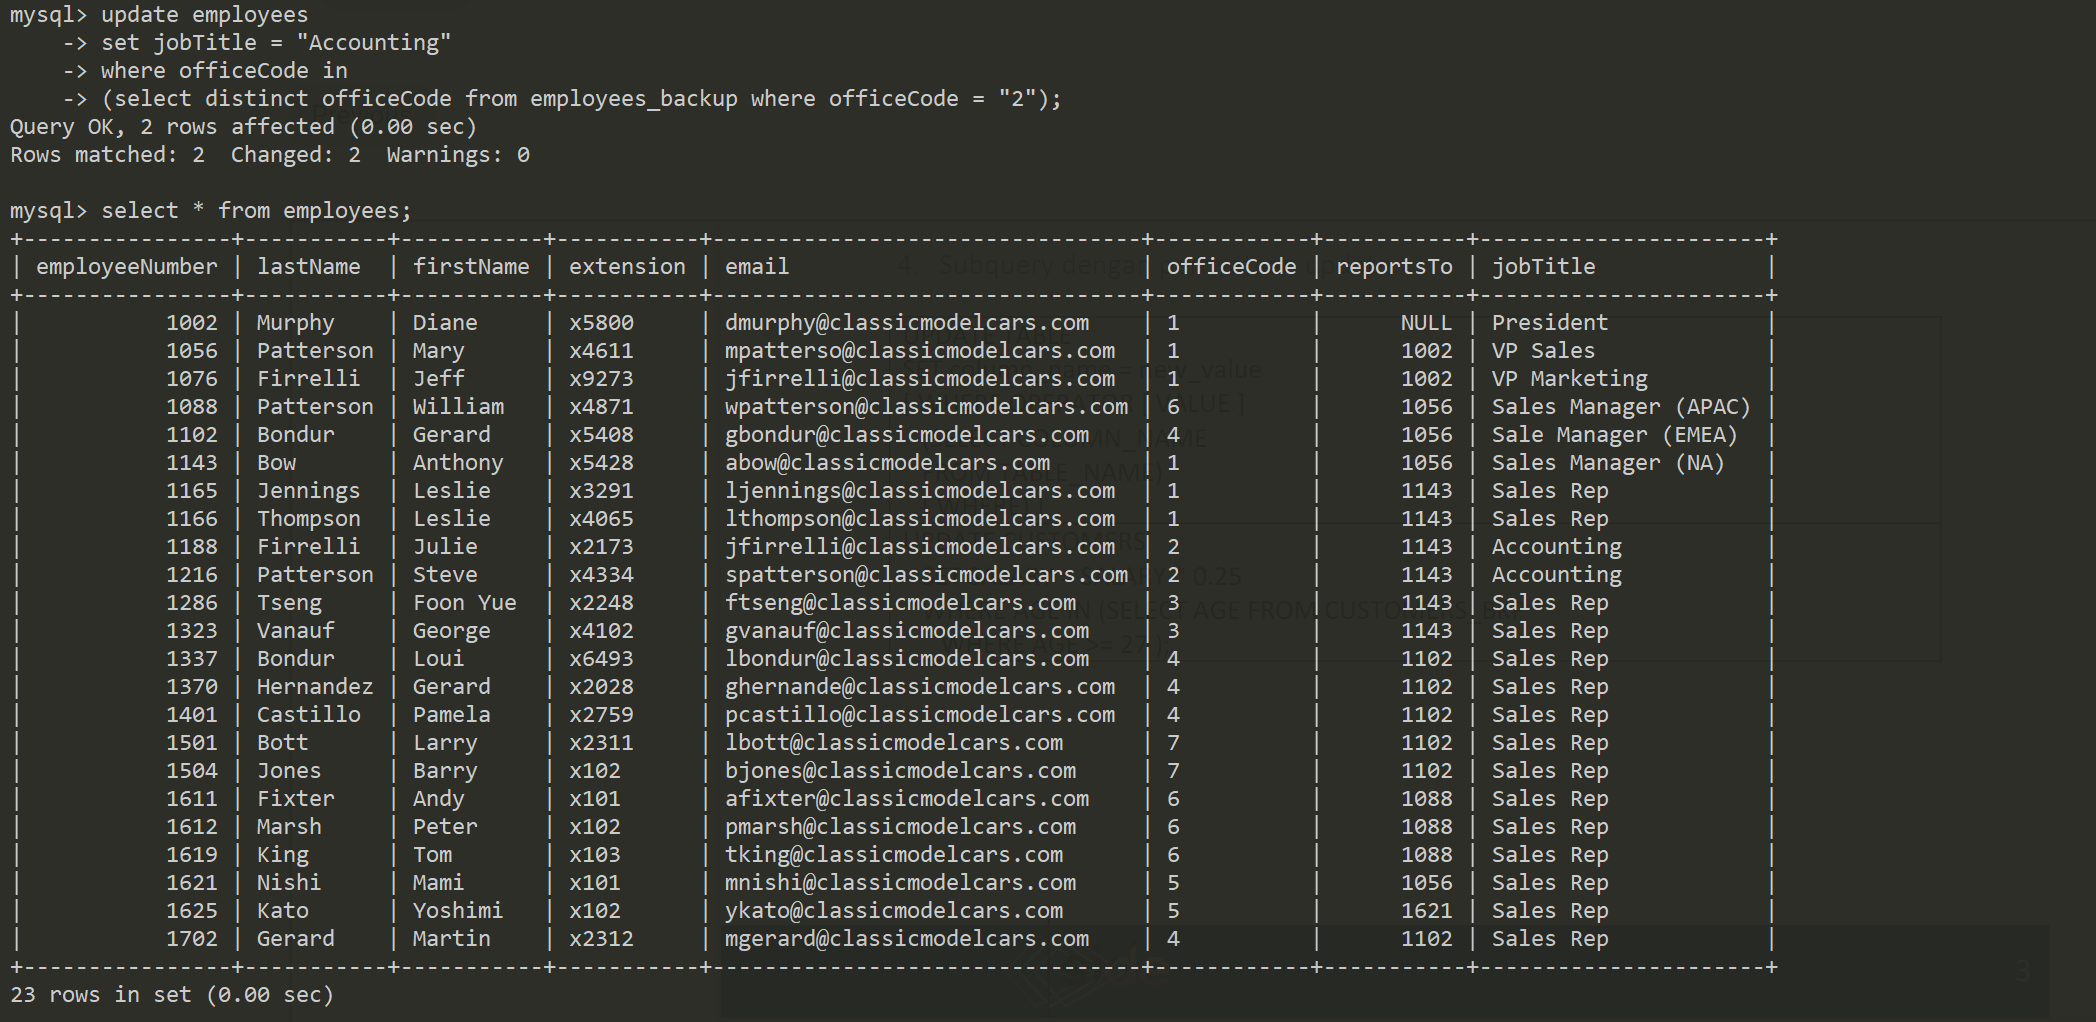 mysql> update employees
    -> set jobTitle = "Accounting"
    -> where officeCode in
    -> (select distinct officeCode from employees_backup where officeCode = "2");
Query OK, 2 rows affected (0.00 sec)
Rows matched: 2  Changed: 2  Warnings: 0

mysql> select * from employees;
+----------------+-----------+-----------+-----------+---------------------------------+------------+-----------+----------------------+
| employeeNumber | lastName  | firstName | extension | email                           | officeCode | reportsTo | jobTitle             |
+----------------+-----------+-----------+-----------+---------------------------------+------------+-----------+----------------------+
|           1002 | Murphy    | Diane     | x5800     | dmurphy@classicmodelcars.com    | 1          |      NULL | President            |
|           1056 | Patterson | Mary      | x4611     | mpatterso@classicmodelcars.com  | 1          |      1002 | VP Sales             |
|           1076 | Firrelli  | Jeff      | x9273     | jfirrelli@classicmodelcars.com  | 1          |      1002 | VP Marketing         |
|           1088 | Patterson | William   | x4871     | wpatterson@classicmodelcars.com | 6          |      1056 | Sales Manager (APAC) |
|           1102 | Bondur    | Gerard    | x5408     | gbondur@classicmodelcars.com    | 4          |      1056 | Sale Manager (EMEA)  |
|           1143 | Bow       | Anthony   | x5428     | abow@classicmodelcars.com       | 1          |      1056 | Sales Manager (NA)   |
|           1165 | Jennings  | Leslie    | x3291     | ljennings@classicmodelcars.com  | 1          |      1143 | Sales Rep            |
|           1166 | Thompson  | Leslie    | x4065     | lthompson@classicmodelcars.com  | 1          |      1143 | Sales Rep            |
|           1188 | Firrelli  | Julie     | x2173     | jfirrelli@classicmodelcars.com  | 2          |      1143 | Accounting           |
|           1216 | Patterson | Steve     | x4334     | spatterson@classicmodelcars.com | 2          |      1143 | Accounting           |
|           1286 | Tseng     | Foon Yue  | x2248     | ftseng@classicmodelcars.com     | 3          |      1143 | Sales Rep            |
|           1323 | Vanauf    | George    | x4102     | gvanauf@classicmodelcars.com    | 3          |      1143 | Sales Rep            |
|           1337 | Bondur    | Loui      | x6493     | lbondur@classicmodelcars.com    | 4          |      1102 | Sales Rep            |
|           1370 | Hernandez | Gerard    | x2028     | ghernande@classicmodelcars.com  | 4          |      1102 | Sales Rep            |
|           1401 | Castillo  | Pamela    | x2759     | pcastillo@classicmodelcars.com  | 4          |      1102 | Sales Rep            |
|           1501 | Bott      | Larry     | x2311     | lbott@classicmodelcars.com      | 7          |      1102 | Sales Rep            |
|           1504 | Jones     | Barry     | x102      | bjones@classicmodelcars.com     | 7          |      1102 | Sales Rep            |
|           1611 | Fixter    | Andy      | x101      | afixter@classicmodelcars.com    | 6          |      1088 | Sales Rep            |
|           1612 | Marsh     | Peter     | x102      | pmarsh@classicmodelcars.com     | 6          |      1088 | Sales Rep            |
|           1619 | King      | Tom       | x103      | tking@classicmodelcars.com      | 6          |      1088 | Sales Rep            |
|           1621 | Nishi     | Mami      | x101      | mnishi@classicmodelcars.com     | 5          |      1056 | Sales Rep            |
|           1625 | Kato      | Yoshimi   | x102      | ykato@classicmodelcars.com      | 5          |      1621 | Sales Rep            |
|           1702 | Gerard    | Martin    | x2312     | mgerard@classicmodelcars.com    | 4          |      1102 | Sales Rep            |
+----------------+-----------+-----------+-----------+---------------------------------+------------+-----------+----------------------+
23 rows in set (0.00 sec)